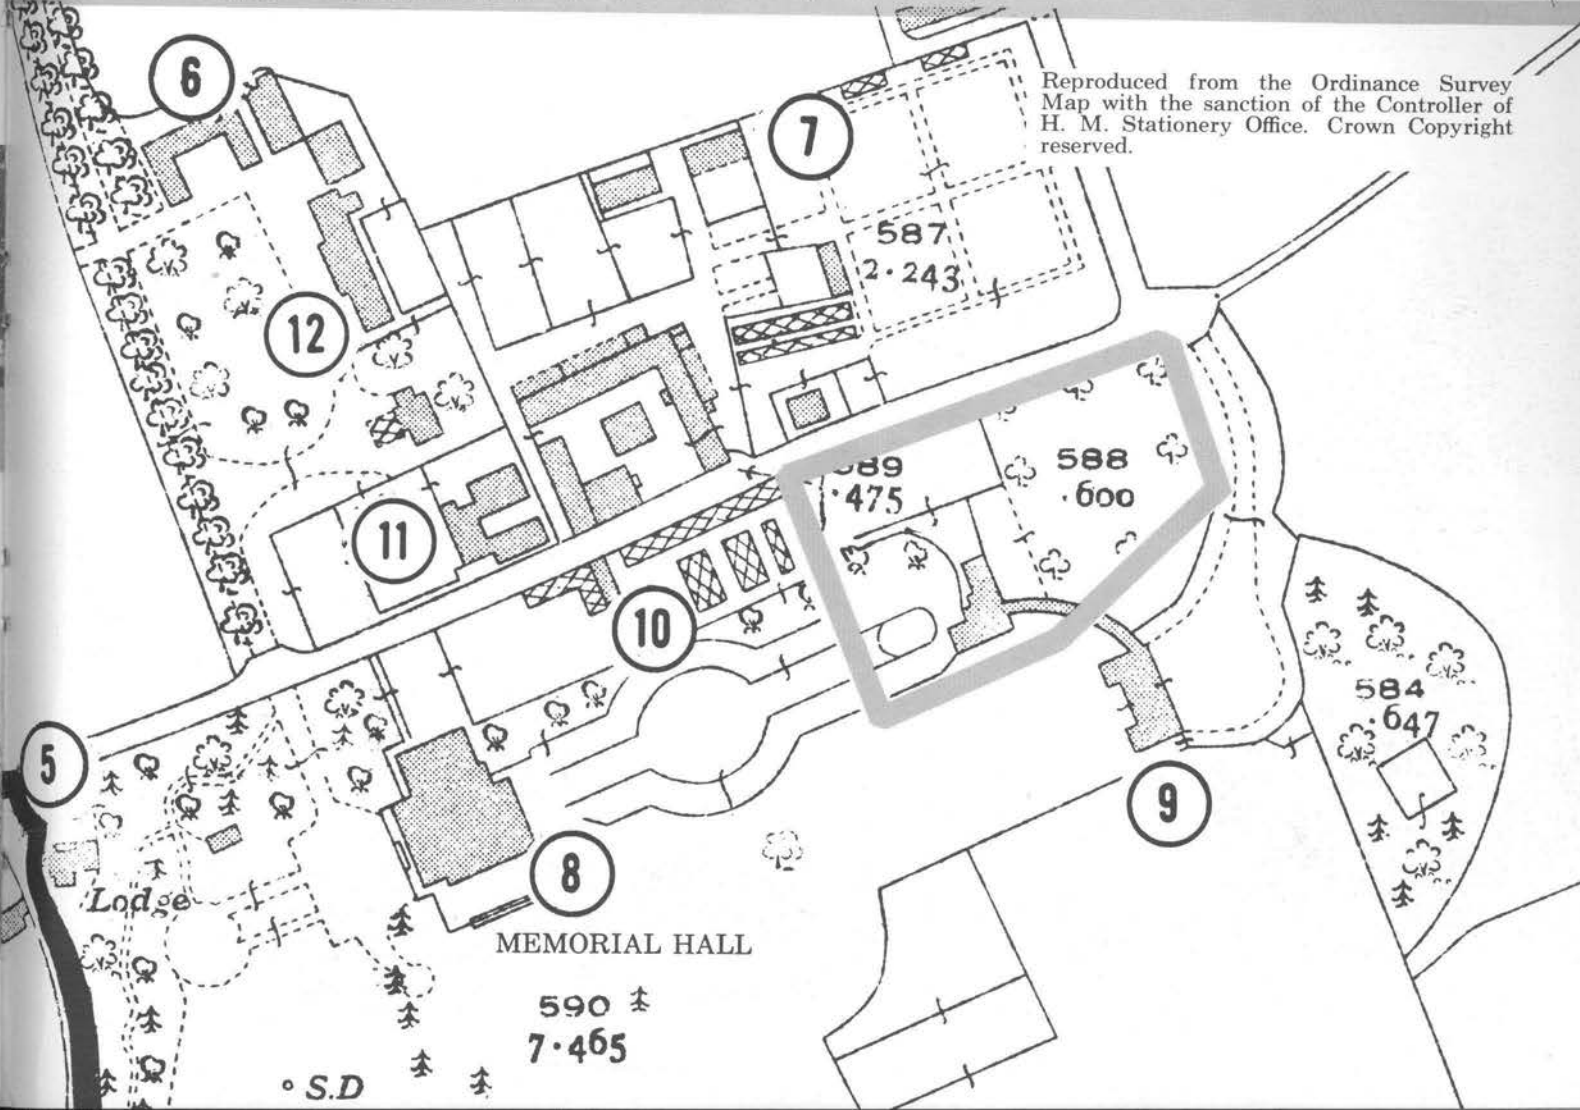 6
7
Reproduced from the Ordinance Survey
Map with the sanction of the Controller of
H. M. Stationery Office. Crown Copyright
reserved.
587
2·243
12
589
·475
588
·600
11
10
584
·647
5
9
8
Lodge
MEMORIAL HALL
590
7·465
S.D